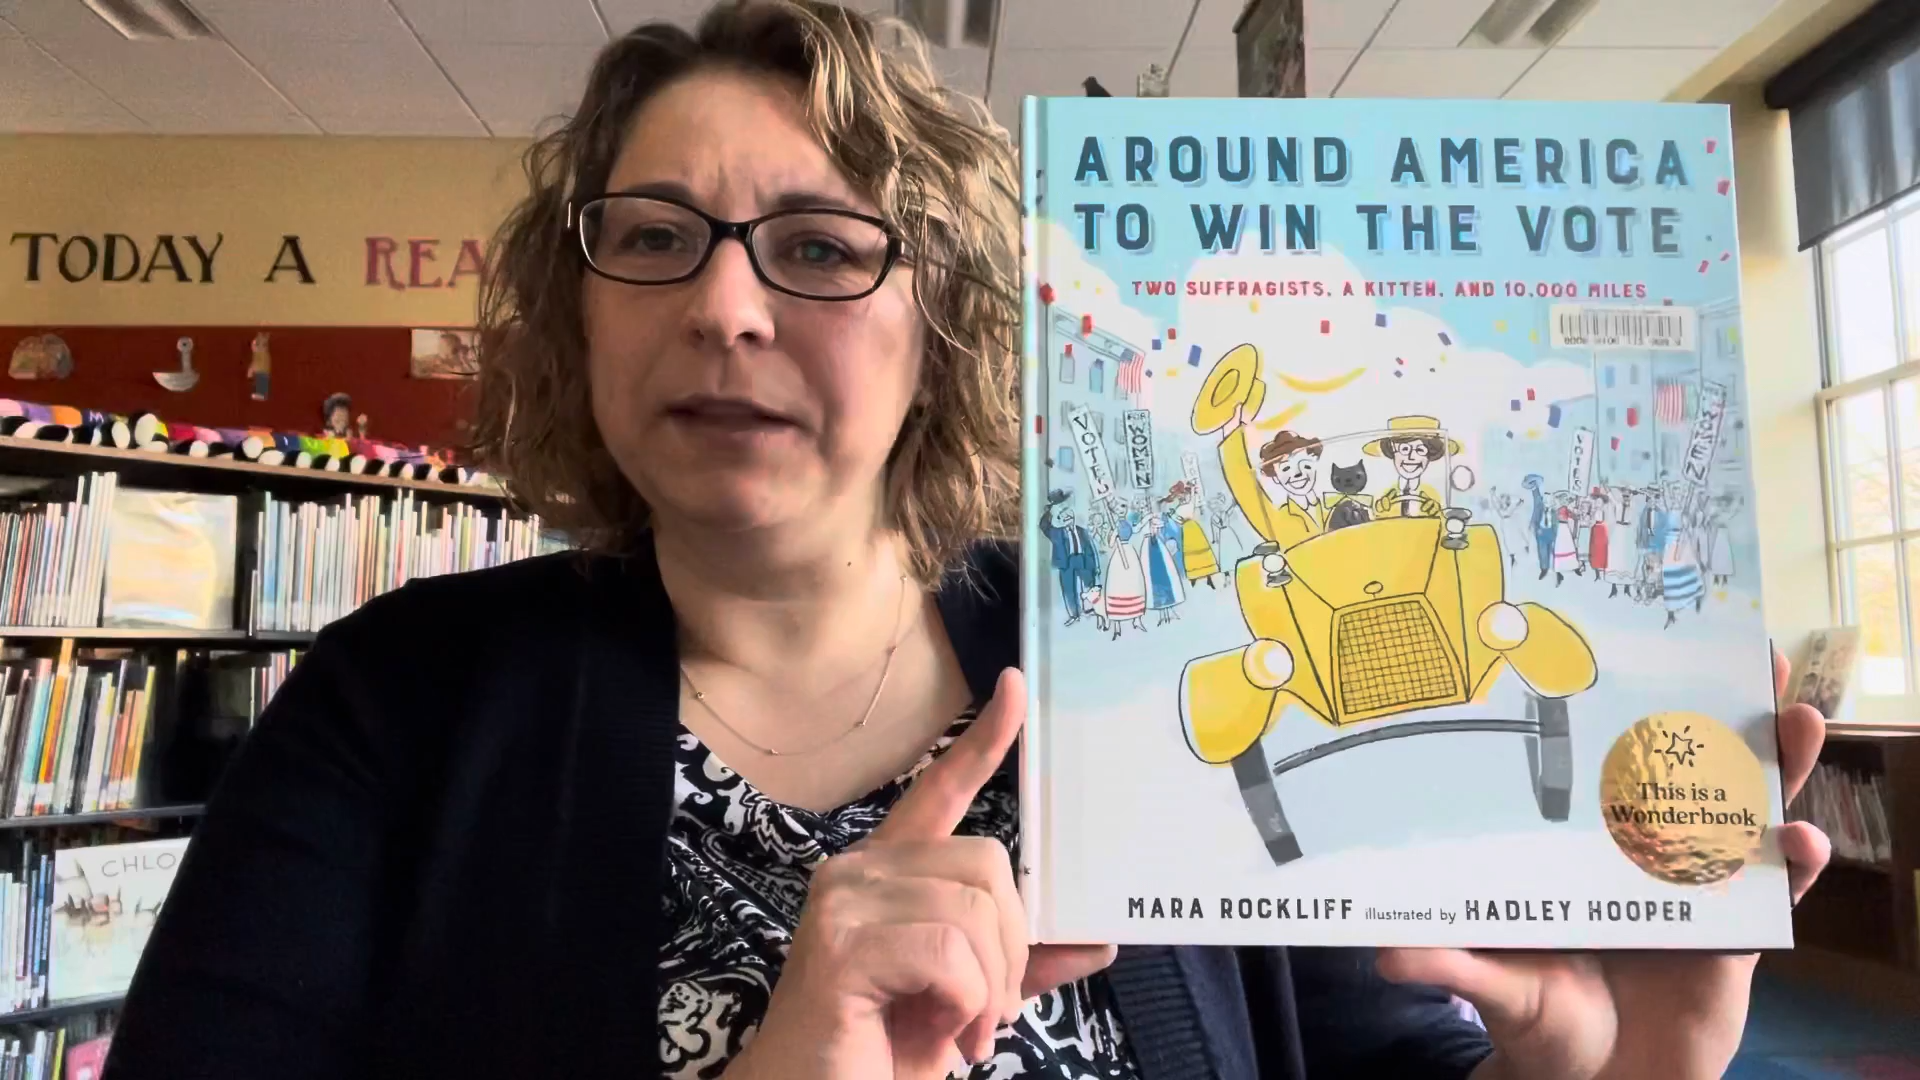 TODAY A REA
AROUND AMERICA
TO WIN THE VOTE
TWO SUFFRAGISTS, A KITTEN, AND 10,000 MILES
VOTES
FOR
WOMEN
VOTES
WOMEN
This is a
Wonderbook
MARA ROCKLIFF illustrated by HADLEY HOOPER
CHLO